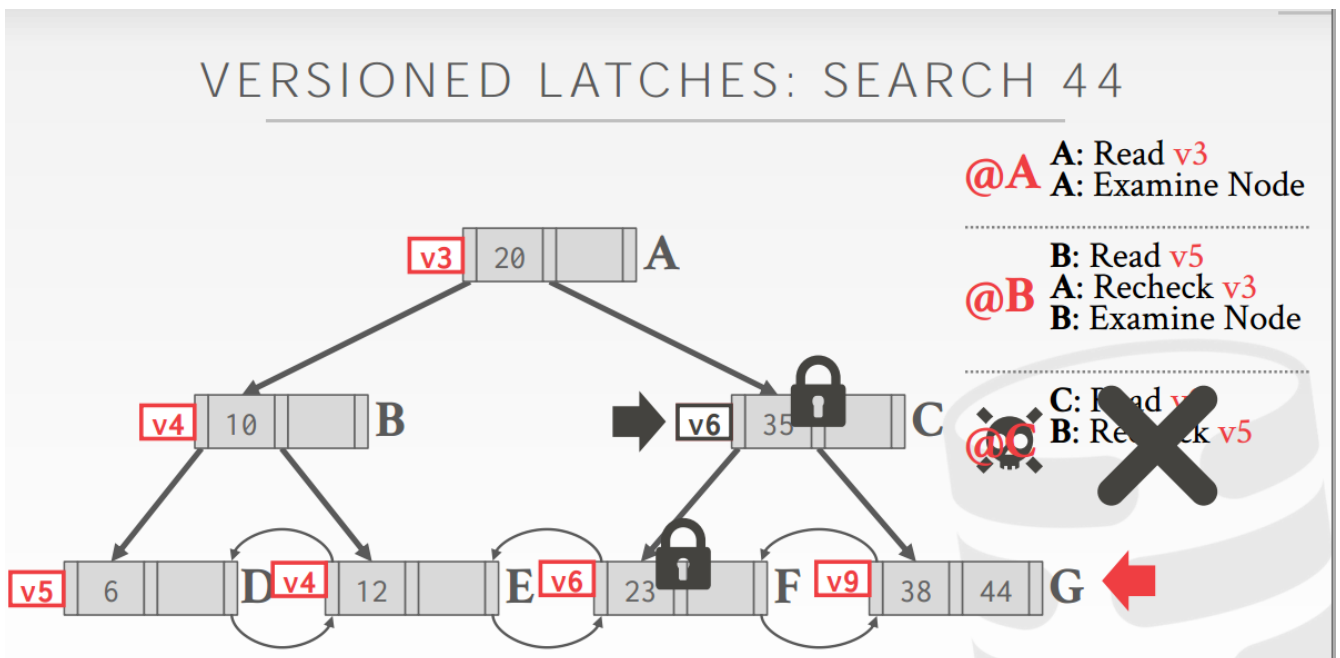 VERSIONED LATCHES: SEARCH 44
@A
A: Read v3
A: Examine Node
@B
B: Read v5
A: Recheck v3
B: Examine Node
@C
C:
B: v5
v3 20 A
v4 10 B
v6 35 C
v5 6 D
v4 12 E
v6 23 F
v9 38 44 G